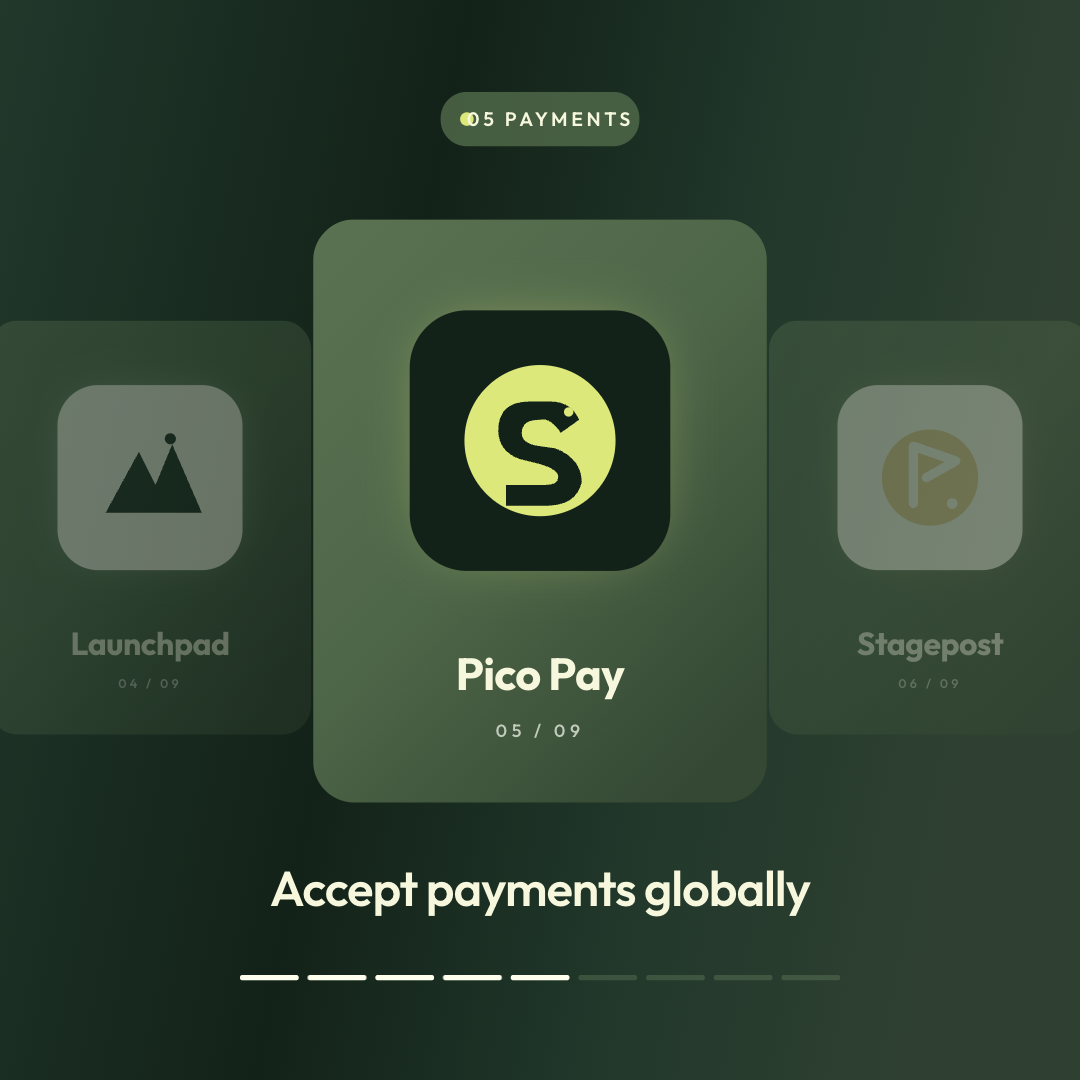 05 PAYMENTS
Launchpad
04 / 09
Pico Pay
05 / 09
Stagepost
06 / 09
Accept payments globally